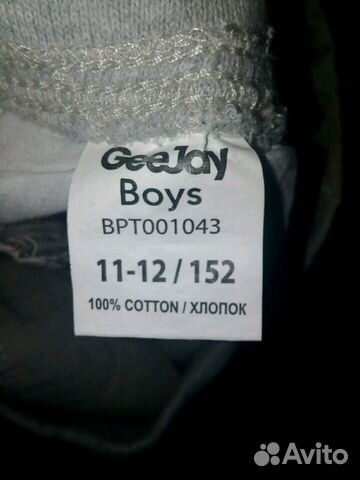 GeeJay
Boys
BPT001043
11-12 / 152
100% COTTON / ХЛОПОК
Avito